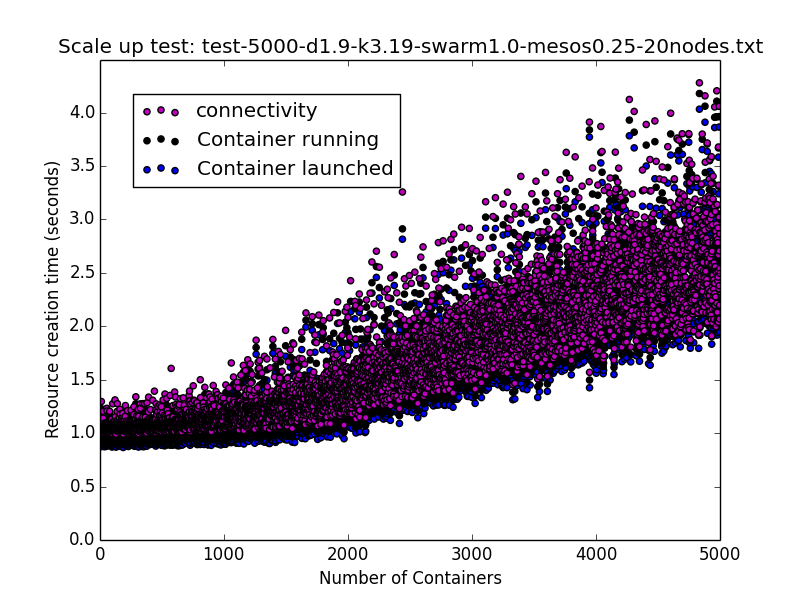 Scale up test: test-5000-d1.9-k3.19-swarm1.0-mesos0.25-20nodes.txt
connectivity
Container running
Container launched
Resource creation time (seconds)
4.0
3.5
3.0
2.5
2.0
1.5
1.0
0.5
0.0
0 1000 2000 3000 4000 5000
Number of Containers